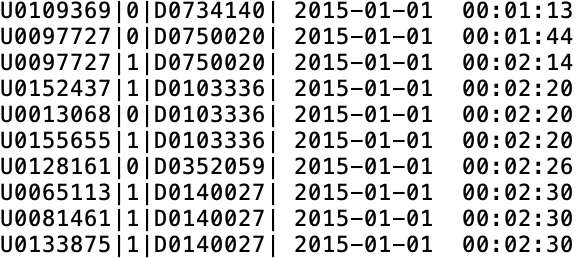 U0109369|0|D0734140| 2015-01-01  00:01:13
U0097727|0|D0750020| 2015-01-01  00:01:44
U0097727|1|D0750020| 2015-01-01  00:02:14
U0152437|1|D0103336| 2015-01-01  00:02:20
U0013068|0|D0103336| 2015-01-01  00:02:20
U0155655|1|D0103336| 2015-01-01  00:02:20
U0128161|0|D0352059| 2015-01-01  00:02:26
U0065113|1|D0140027| 2015-01-01  00:02:30
U0081461|1|D0140027| 2015-01-01  00:02:30
U0133875|1|D0140027| 2015-01-01  00:02:30